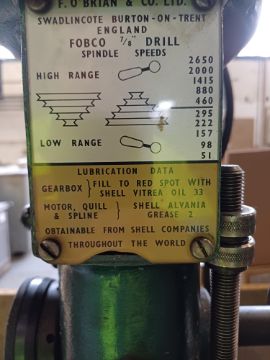 F. O'BRIAN & CO. LTD.
SWADLINCOTE BURTON-ON-TRENT
ENGLAND
FOBCO 7/8" DRILL
SPINDLE SPEEDS
2650
HIGH RANGE 2000
1415
880
460
295
222
157
LOW RANGE 98
51
LUBRICATION DATA
GEARBOX } FILL TO RED SPOT WITH
SHELL VITREA OIL 33
MOTOR, QUILL & SPLINE } SHELL ALVANIA
GREASE 2
OBTAINABLE FROM SHELL COMPANIES
THROUGHOUT THE WORLD